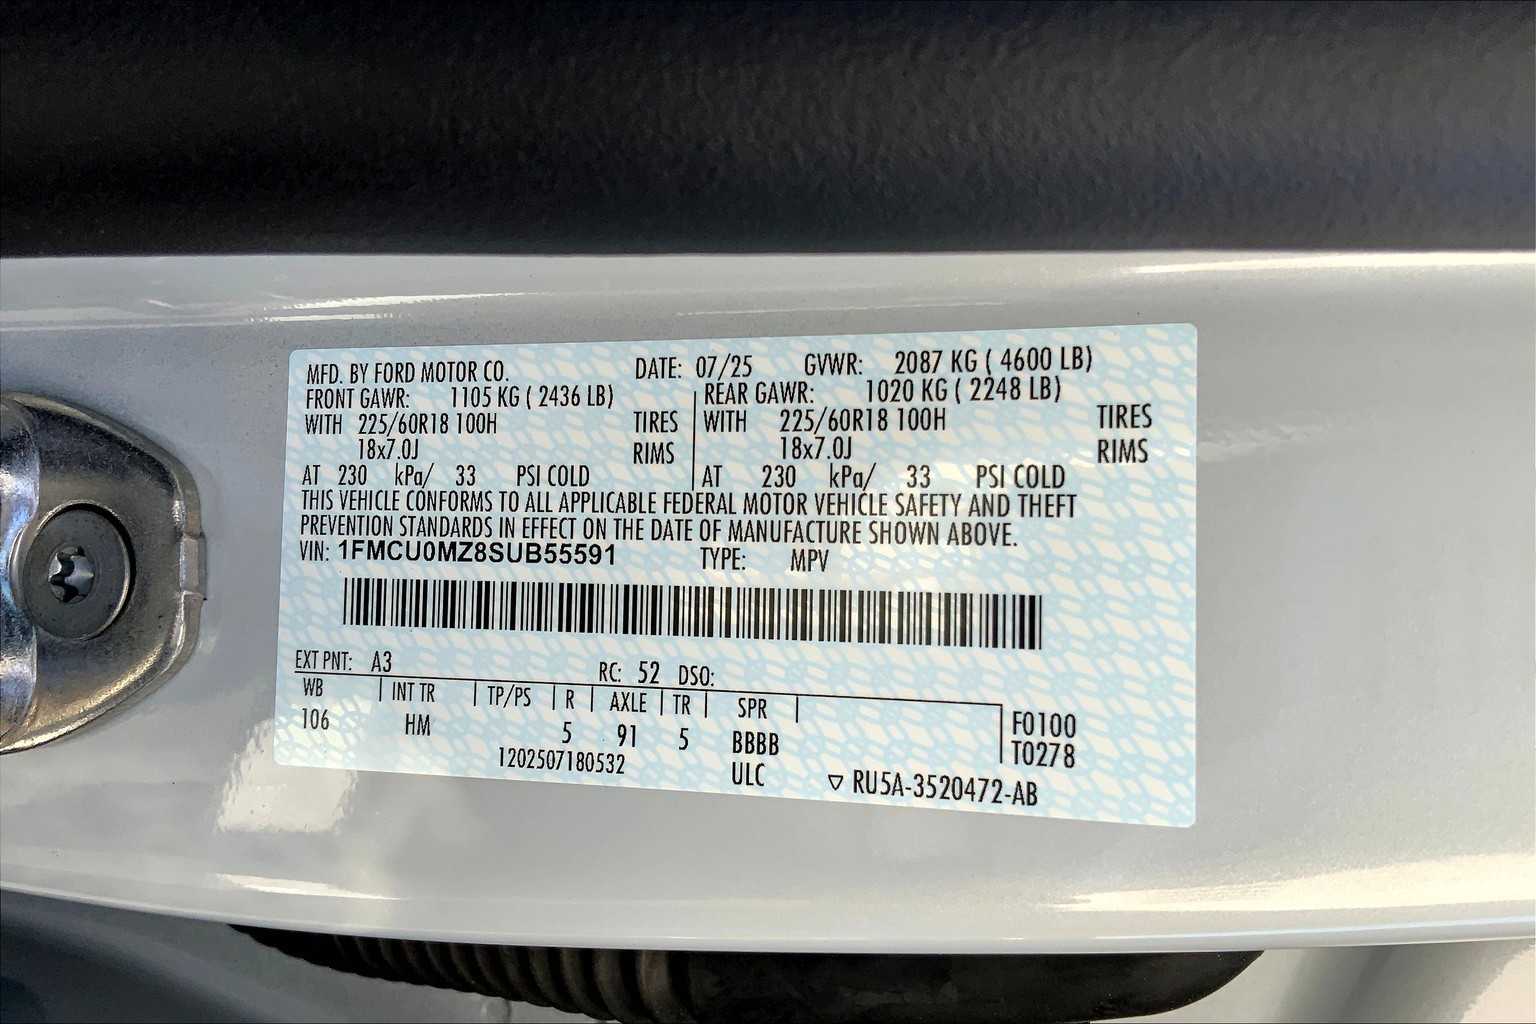 MFD. BY FORD MOTOR CO. DATE: 07/25 GVWR: 2087 KG ( 4600 LB)
FRONT GAWR: 1105 KG ( 2436 LB) REAR GAWR: 1020 KG ( 2248 LB)
WITH 225/60R18 100H TIRES WITH 225/60R18 100H TIRES
18x7.0J RIMS 18x7.0J RIMS
AT 230 kPa/ 33 PSI COLD AT 230 kPa/ 33 PSI COLD
THIS VEHICLE CONFORMS TO ALL APPLICABLE FEDERAL MOTOR VEHICLE SAFETY AND THEFT
PREVENTION STANDARDS IN EFFECT ON THE DATE OF MANUFACTURE SHOWN ABOVE.
VIN: 1FMCU0MZ8SUB55591 TYPE: MPV
EXT PNT: A3 RC: 52 DSO:
WB INT TR TP/PS R AXLE TR SPR
106 HM 5 91 5 BBBB F0100
1202507180532 ULC T0278
▽ RU5A-3520472-AB